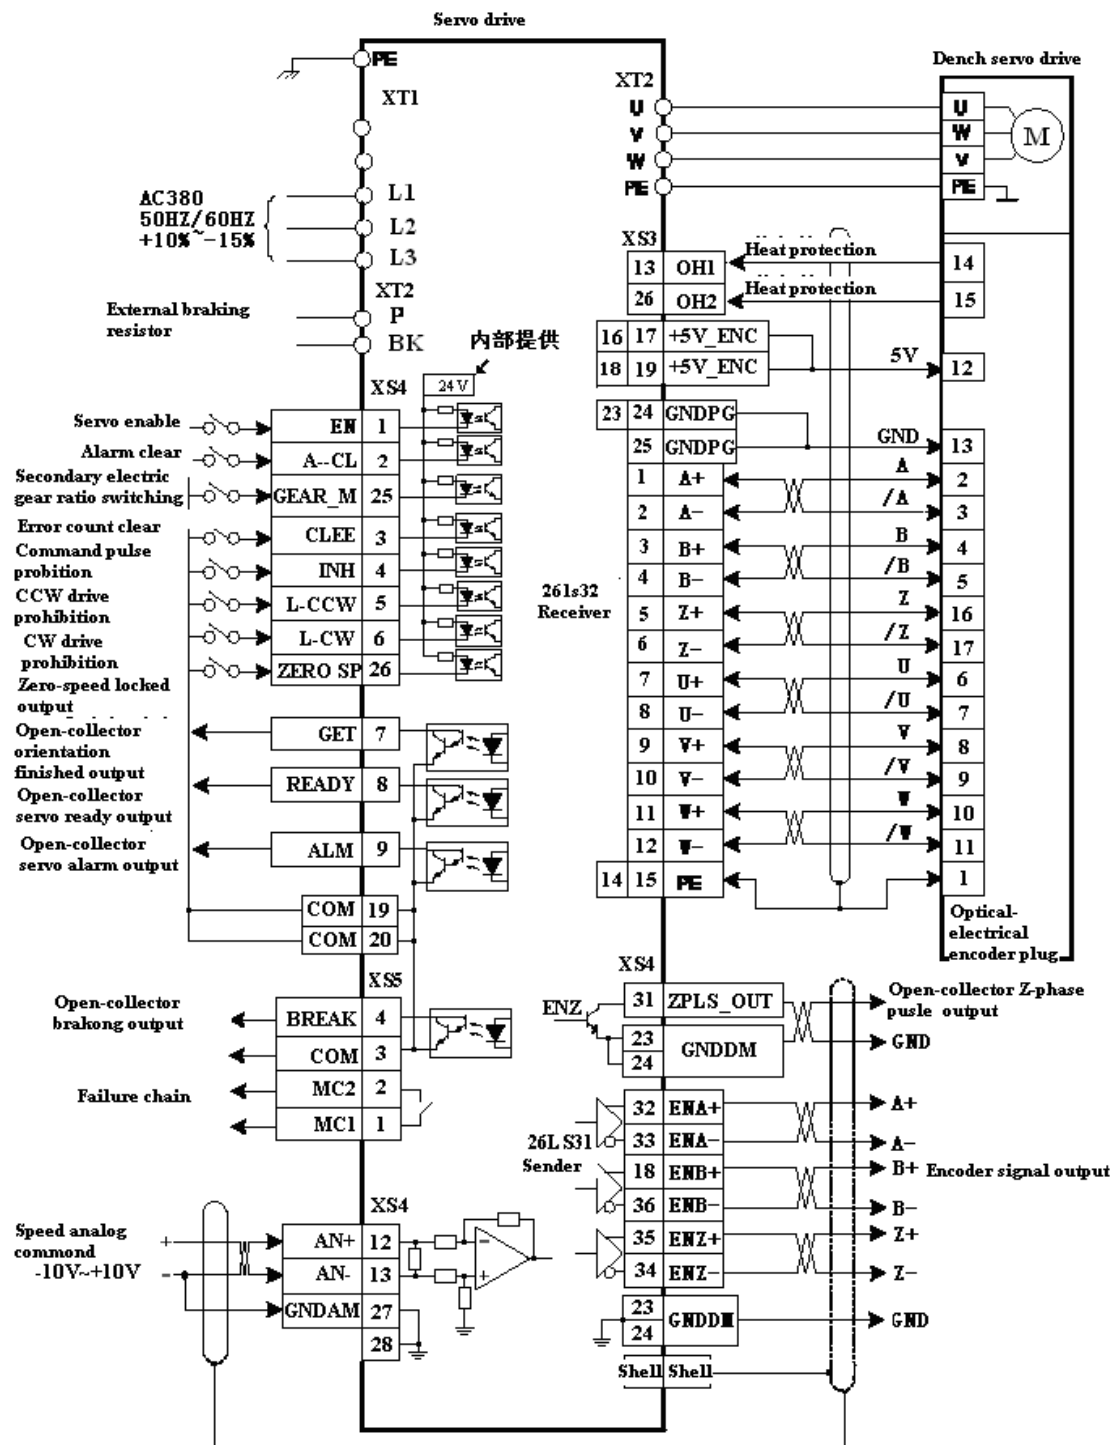 Servo drive
PE
XT1
AC380
50HZ/60HZ
+10%~-15%
L1
L2
L3
XT2
External braking
resistor
P
BK
内部提供
24V
XS4
Servo enable
EN 1
Alarm clear
A--CL 2
Secondary electric
gear ratio switching
GEAR_M 25
Error count clear
CLEE 3
Command pulse
probition
INH 4
CCW drive
prohibition
L-CCW 5
CW drive
prohibition
L-CW 6
Zero-speed locked
output
ZERO SP 26
Open-collector
orientation
finished output
GET 7
Open-collector
servo ready output
READY 8
Open-collector
servo alarm output
ALM 9
COM 19
COM 20
XS5
Open-collector
brakong output
BREAK 4
COM 3
Failure chain
MC2 2
MC1 1
XS4
Speed analog
commond
-10V~+10V
+
-
AN+ 12
AN- 13
GNDAM 27
28
−
+
XT2
U
V
W
PE
Dench servo drive
U
W
V
PE
M
XS3
13 OH1 Heat protection 14
26 OH2 Heat protection 15
16 17 +5V_ENC
18 19 +5V_ENC
5V 12
23 24 GNDPG
25 GNDPG
GND 13
1 A+ A 2
2 A- /A 3
3 B+ B 4
4 B- /B 5
261s32
Receiver
5 Z+ Z 16
6 Z- /Z 17
7 U+ U 6
8 U- /U 7
9 V+ V 8
10 V- /V 9
11 W+ W 10
12 W- /W 11
14 15 PE 1
Optical-
electrical
encoder plug
XS4
ENZ
31 ZPLS_OUT
Open-collector Z-phase
pusle output
23
24
GNDDM
GND
32 ENA+ A+
33 ENA- A-
26LS31
Sender
18 ENB+ B+
Encoder signal output
36 ENB- B-
35 ENZ+ Z+
34 ENZ- Z-
23
24
GNDDM
GND
Shell Shell